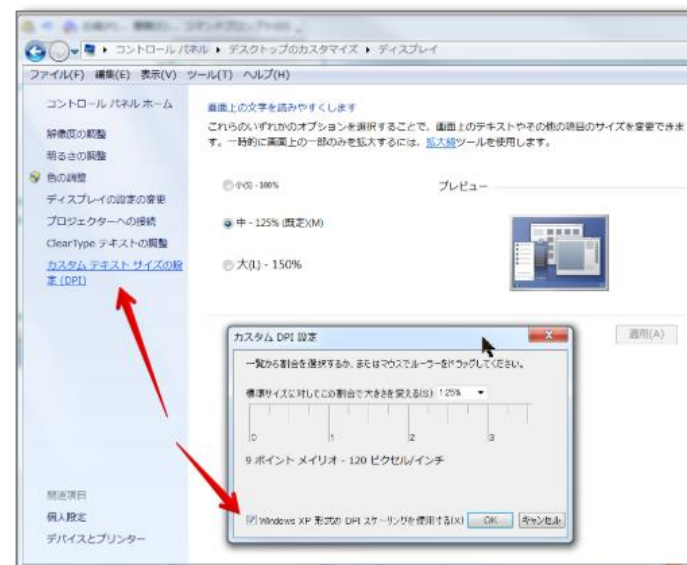 コントロール パネル ▸ デスクトップのカスタマイズ ▸ ディスプレイ
ファイル(F) 編集(E) 表示(V) ツール(T) ヘルプ(H)
コントロール パネル ホーム
解像度の調整
明るさの調整
色の調整
ディスプレイの設定の変更
プロジェクターへの接続
ClearType テキストの調整
カスタム テキスト サイズの設
定 (DPI)
関連項目
個人設定
デバイスとプリンター
画面上の文字を読みやすくします
これらのいずれかのオプションを選択することで、画面上のテキストやその他の項目のサイズを変更できま
す。一時的に画面上の一部のみを拡大するには、拡大鏡ツールを使用します。
小(S) - 100%
プレビュー
中 - 125% (既定)(M)
大(L) - 150%
適用(A)
カスタム DPI 設定
一覧から割合を選択するか、またはマウスでルーラーをドラッグしてください。
標準サイズに対してこの割合で大きさを変える(S): 125%
0 1 2 3
9 ポイント メイリオ - 120 ピクセル/インチ
Windows XP 形式の DPI スケーリングを使用する(X) OK キャンセル